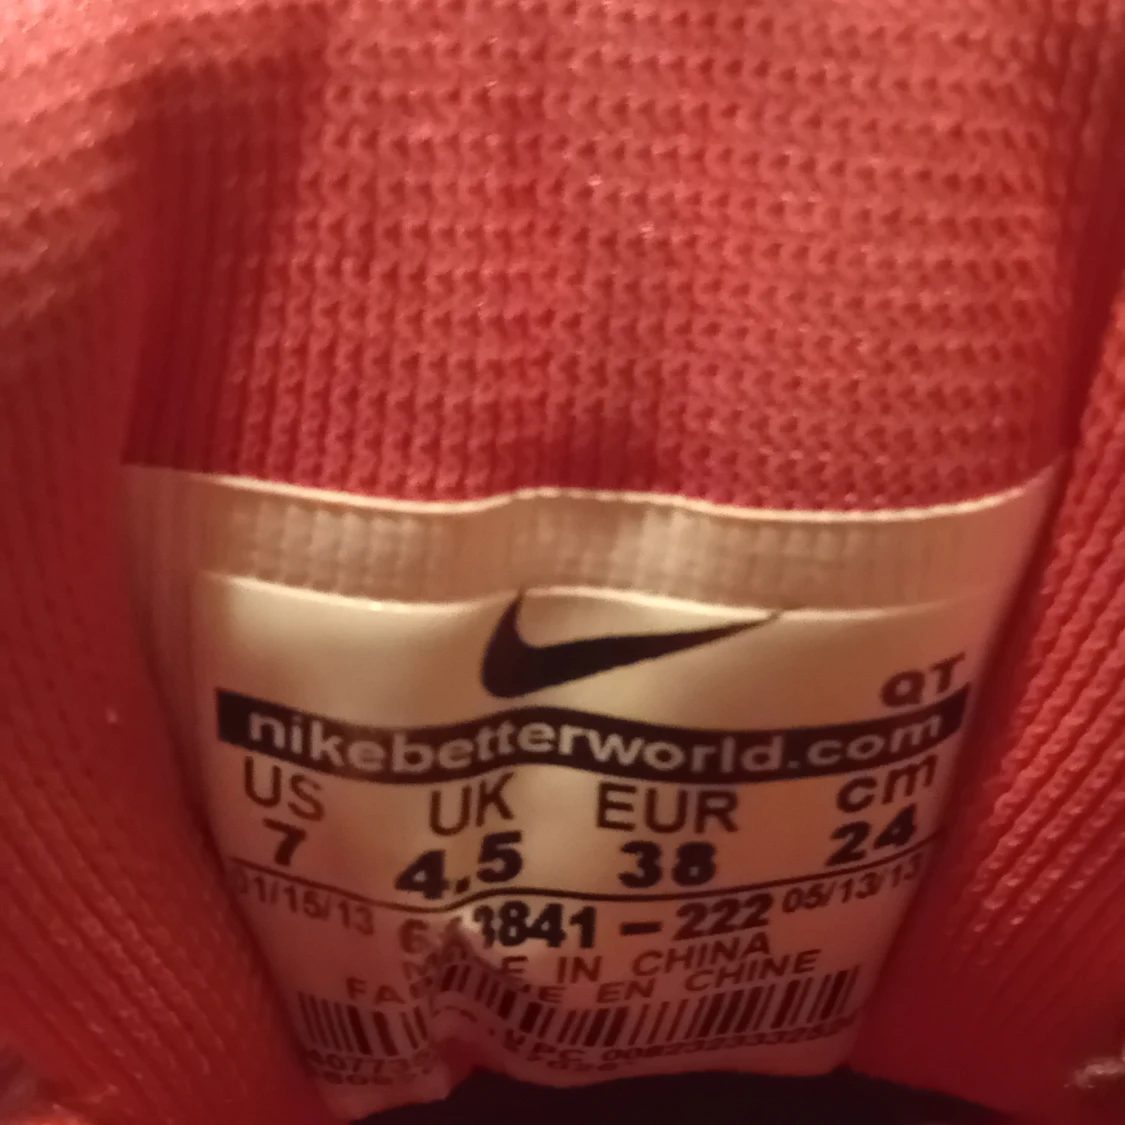 QT
nikebetterworld.com
US UK EUR cm
7 4.5 38 24
01/15/13 841-222 05/13/13
IN CHINA
EN CHINE